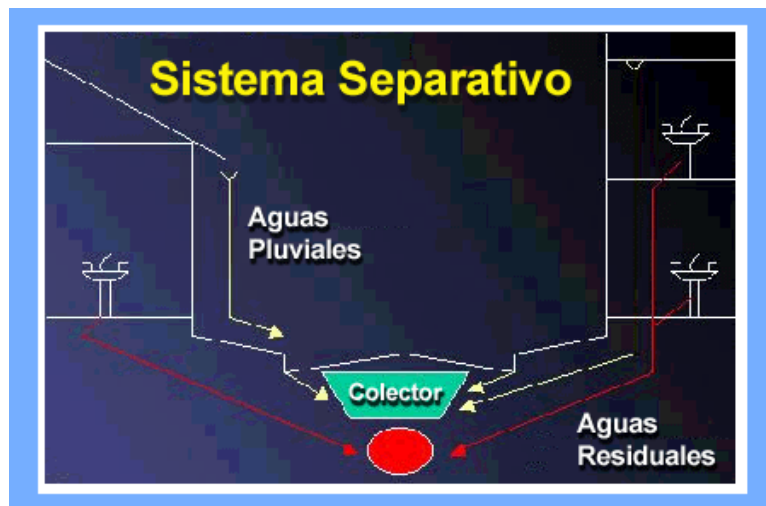 Sistema Separativo
Aguas
Pluviales
Colector
Aguas
Residuales